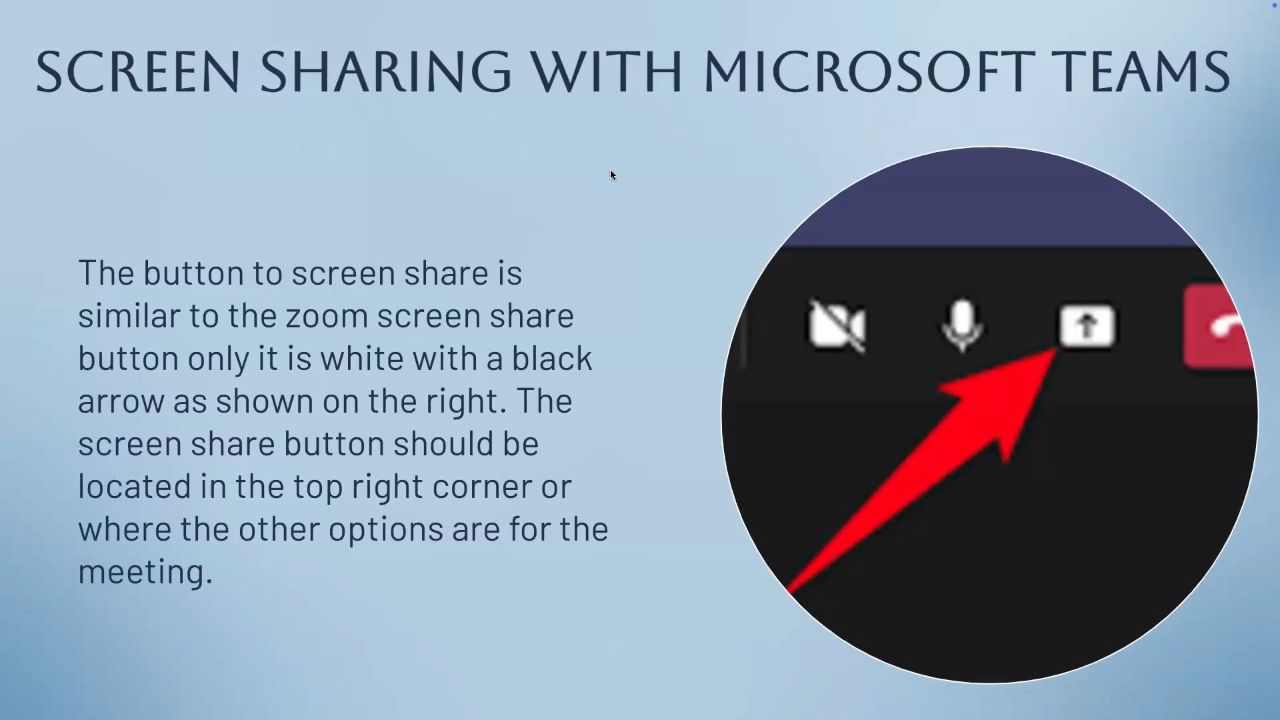 SCREEN SHARING WITH MICROSOFT TEAMS
The button to screen share is
similar to the zoom screen share
button only it is white with a black
arrow as shown on the right. The
screen share button should be
located in the top right corner or
where the other options are for the
meeting.